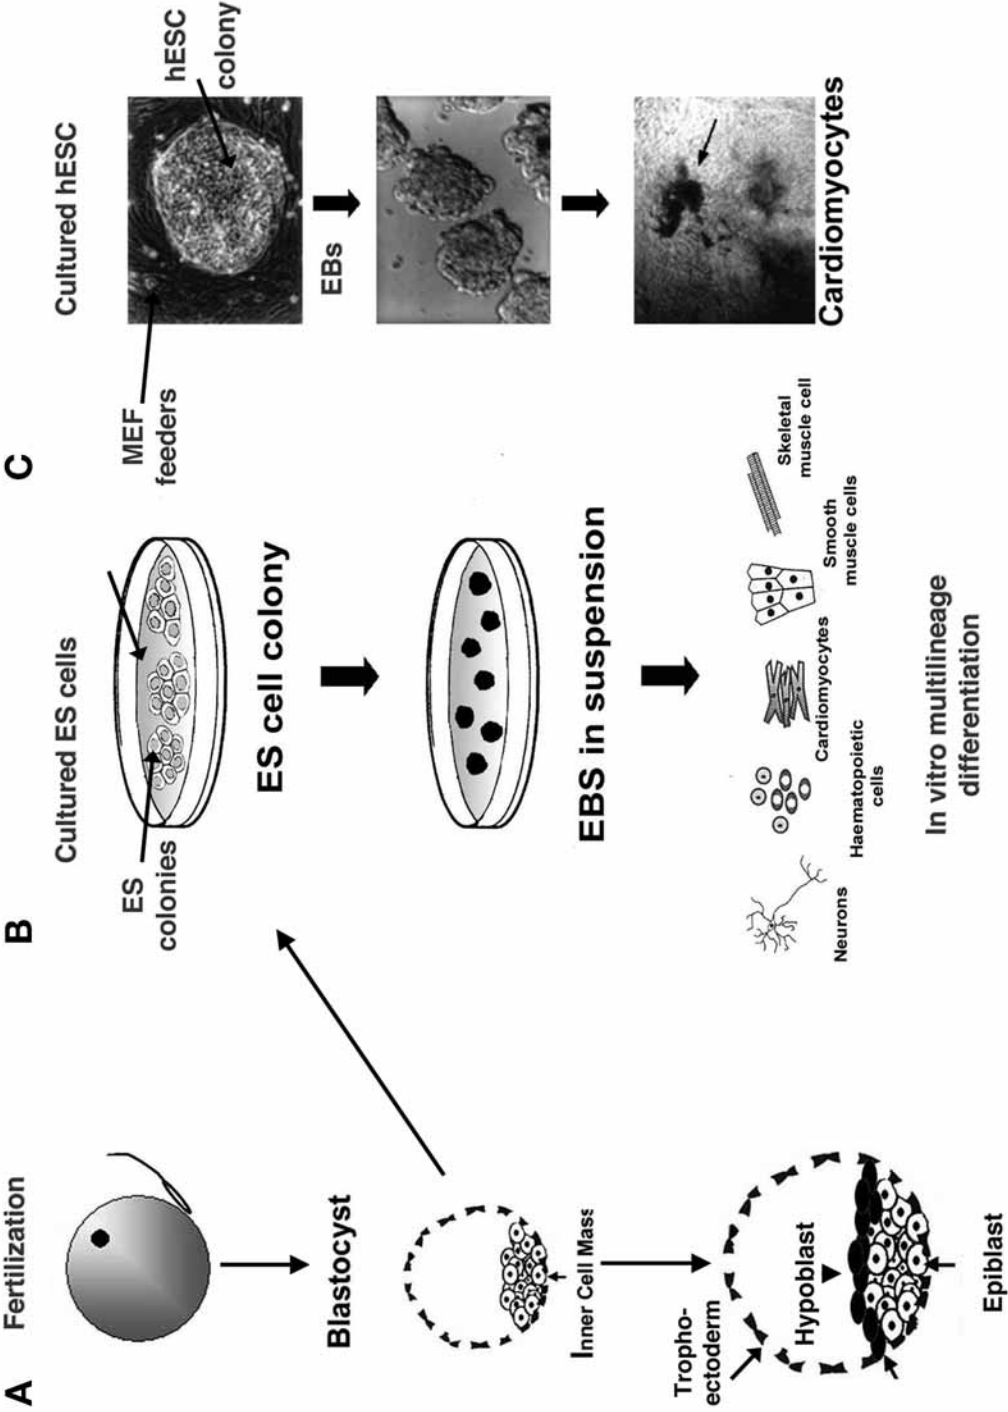 A
Fertilization
Blastocyst
Inner Cell Mass
Tropho-
ectoderm
Hypoblast
Epiblast
B
Cultured ES cells
ES
colonies
ES cell colony
EBS in suspension
Neurons
Haematopoietic
cells
Cardiomyocytes
Smooth
muscle cells
Skeletal
muscle cell
In vitro multilineage
differentiation
C
Cultured hESC
MEF
feeders
hESC
colony
EBs
Cardiomyocytes